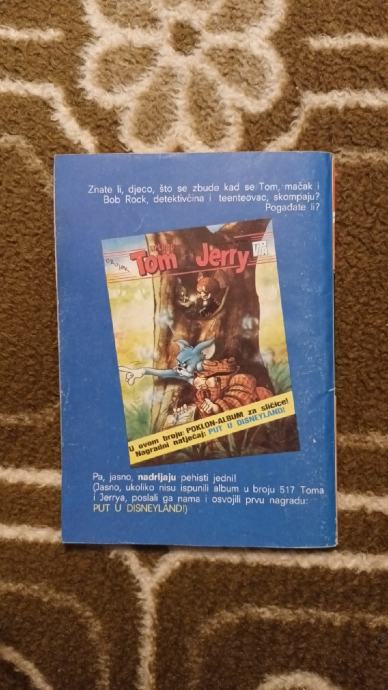 Znate li, djeco, što se zbude kad se Tom, mačak i
Bob Rock, detektivčina i teenteovac, skompaju?
Pogađate li?
Tom Jerry
U ovom broju: POKLON-ALBUM za sličice!
Nagradni natječaj: PUT U DISNEYLAND!
Pa, jasno, nadrljaju pehisti jedni!
(Jasno, ukoliko nisu ispunili album u broju 517 Toma
i Jerrya, poslali ga nama i osvojili prvu nagradu:
PUT U DISNEYLAND!)